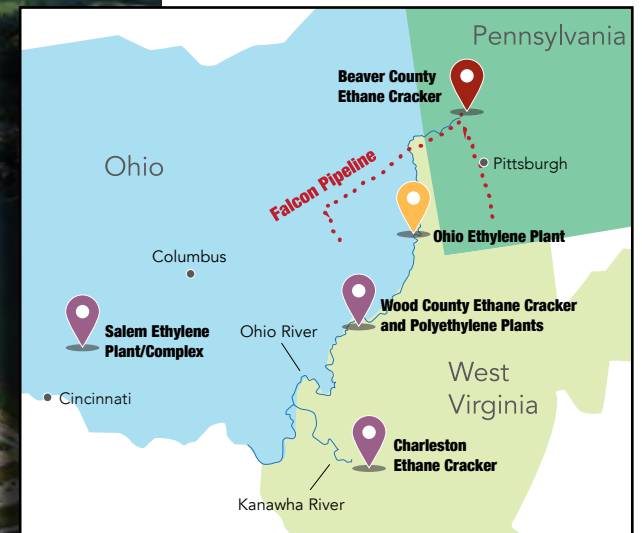 Pennsylvania
Beaver County
Ethane Cracker
Ohio
Pittsburgh
Falcon Pipeline
Ohio Ethylene Plant
Columbus
Wood County Ethane Cracker
and Polyethylene Plants
Salem Ethylene
Plant/Complex
Ohio River
West
Virginia
Cincinnati
Charleston
Ethane Cracker
Kanawha River